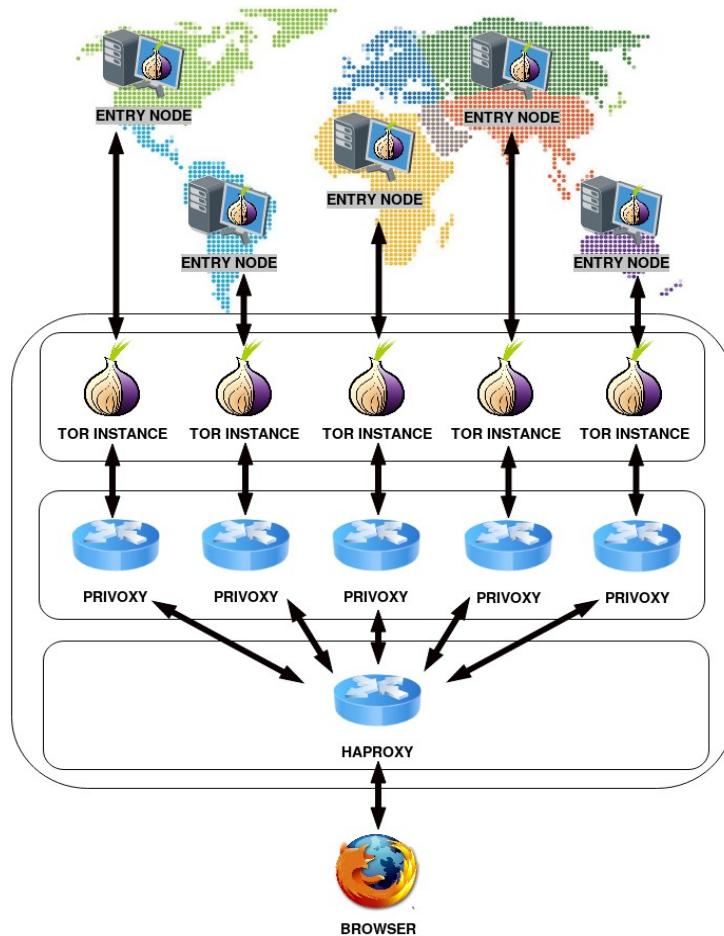 ENTRY NODE
ENTRY NODE
ENTRY NODE
ENTRY NODE
ENTRY NODE
TOR INSTANCE
TOR INSTANCE
TOR INSTANCE
TOR INSTANCE
TOR INSTANCE
PRIVOXY
PRIVOXY
PRIVOXY
PRIVOXY
PRIVOXY
HAPROXY
BROWSER